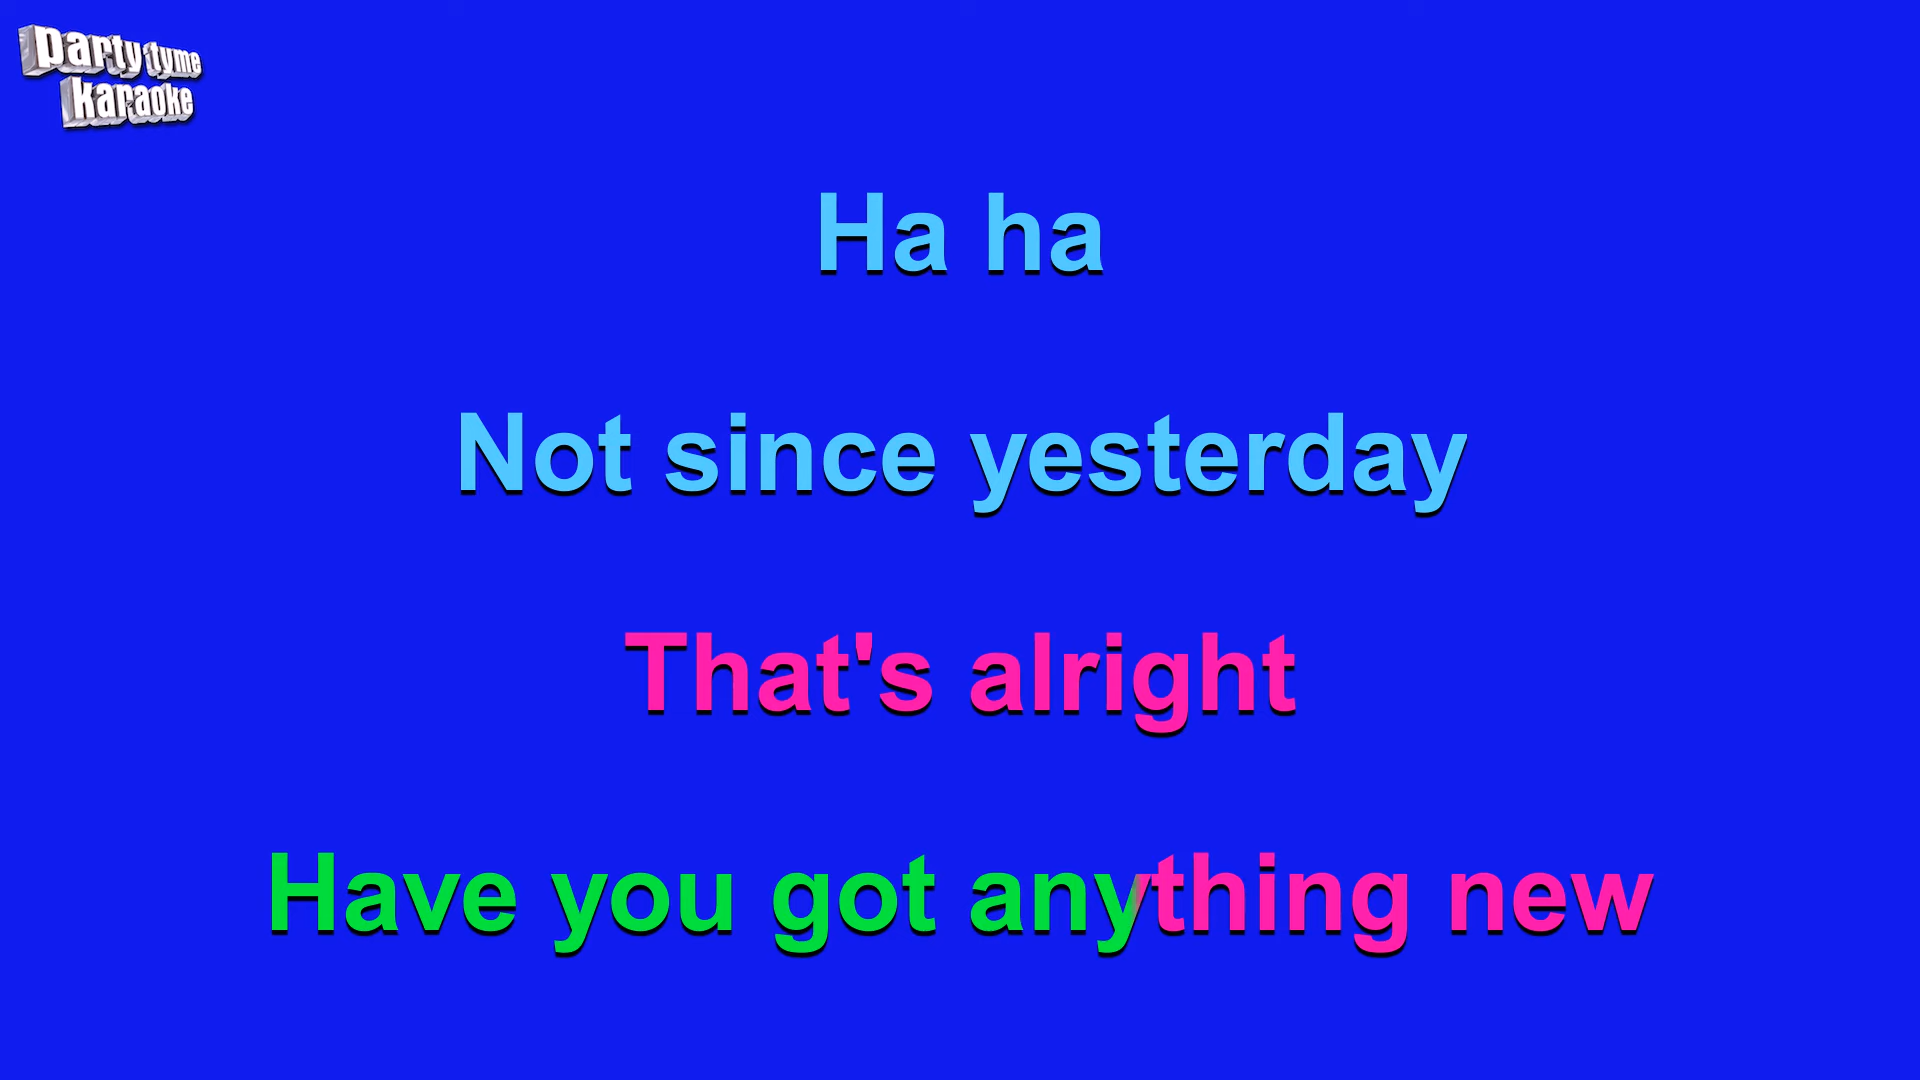 party tyme
karaoke
Ha ha
Not since yesterday
That's alright
Have you got anything new